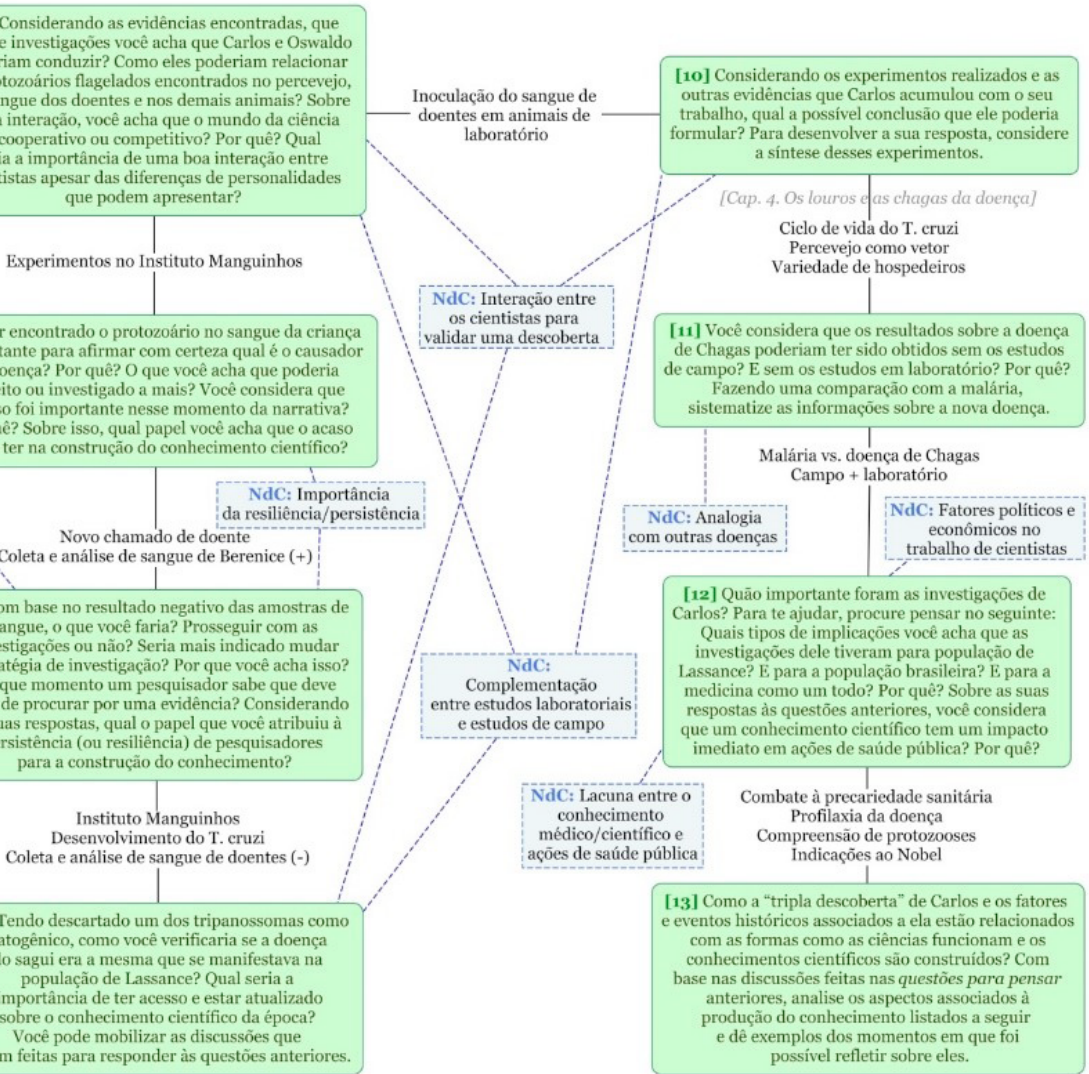 Considerando as evidências encontradas, que
e investigações você acha que Carlos e Oswaldo
riam conduzir? Como eles poderiam relacionar
otozoários flagelados encontrados no percevejo,
ngue dos doentes e nos demais animais? Sobre
a interação, você acha que o mundo da ciência
cooperativo ou competitivo? Por quê? Qual
ia a importância de uma boa interação entre
tistas apesar das diferenças de personalidades
que podem apresentar?
Inoculação do sangue de
doentes em animais de
laboratório
[10] Considerando os experimentos realizados e as
outras evidências que Carlos acumulou com o seu
trabalho, qual a possível conclusão que ele poderia
formular? Para desenvolver a sua resposta, considere
a síntese desses experimentos.
[Cap. 4. Os louros e as chagas da doença]
Ciclo de vida do T. cruzi
Percevejo como vetor
Variedade de hospedeiros
Experimentos no Instituto Manguinhos
NdC: Interação entre
os cientistas para
validar uma descoberta
r encontrado o protozoário no sangue da criança
tante para afirmar com certeza qual é o causador
oença? Por quê? O que você acha que poderia
eito ou investigado a mais? Você considera que
so foi importante nesse momento da narrativa?
uê? Sobre isso, qual papel você acha que o acaso
ter na construção do conhecimento científico?
[11] Você considera que os resultados sobre a doença
de Chagas poderiam ter sido obtidos sem os estudos
de campo? E sem os estudos em laboratório? Por quê?
Fazendo uma comparação com a malária,
sistematize as informações sobre a nova doença.
Malária vs. doença de Chagas
Campo + laboratório
NdC: Importância
da resiliência/persistência
NdC: Analogia
com outras doenças
NdC: Fatores políticos e
econômicos no
trabalho de cientistas
Novo chamado de doente
Coleta e análise de sangue de Berenice (+)
om base no resultado negativo das amostras de
angue, o que você faria? Prosseguir com as
estigações ou não? Seria mais indicado mudar
ratégia de investigação? Por que você acha isso?
que momento um pesquisador sabe que deve
de procurar por uma evidência? Considerando
uas respostas, qual o papel que você atribuiu à
rsistência (ou resiliência) de pesquisadores
para a construção do conhecimento?
NdC:
Complementação
entre estudos laboratoriais
e estudos de campo
[12] Quão importante foram as investigações de
Carlos? Para te ajudar, procure pensar no seguinte:
Quais tipos de implicações você acha que as
investigações dele tiveram para população de
Lassance? E para a população brasileira? E para a
medicina como um todo? Por quê? Sobre as suas
respostas às questões anteriores, você considera
que um conhecimento científico tem um impacto
imediato em ações de saúde pública? Por quê?
Instituto Manguinhos
Desenvolvimento do T. cruzi
Coleta e análise de sangue de doentes (-)
NdC: Lacuna entre o
conhecimento
médico/científico e
ações de saúde pública
Combate à precariedade sanitária
Profilaxia da doença
Compreensão de protozooses
Indicações ao Nobel
Tendo descartado um dos tripanossomas como
atogênico, como você verificaria se a doença
lo sagui era a mesma que se manifestava na
população de Lassance? Qual seria a
mportância de ter acesso e estar atualizado
sobre o conhecimento científico da época?
Você pode mobilizar as discussões que
m feitas para responder às questões anteriores.
[13] Como a “tripla descoberta” de Carlos e os fatores
e eventos históricos associados a ela estão relacionados
com as formas como as ciências funcionam e os
conhecimentos científicos são construídos? Com
base nas discussões feitas nas questões para pensar
anteriores, analise os aspectos associados à
produção do conhecimento listados a seguir
e dê exemplos dos momentos em que foi
possível refletir sobre eles.